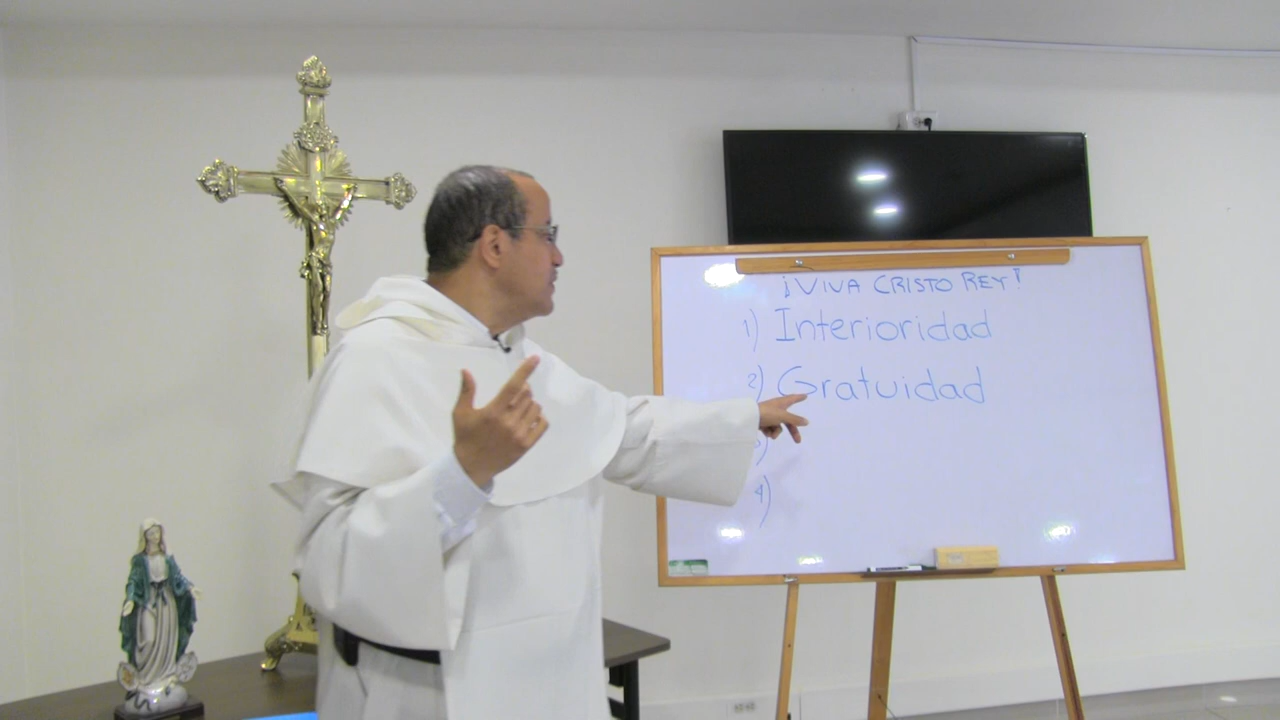 ¡VIVA CRISTO REY!
1) Interioridad
2) Gratuidad
3)
4)